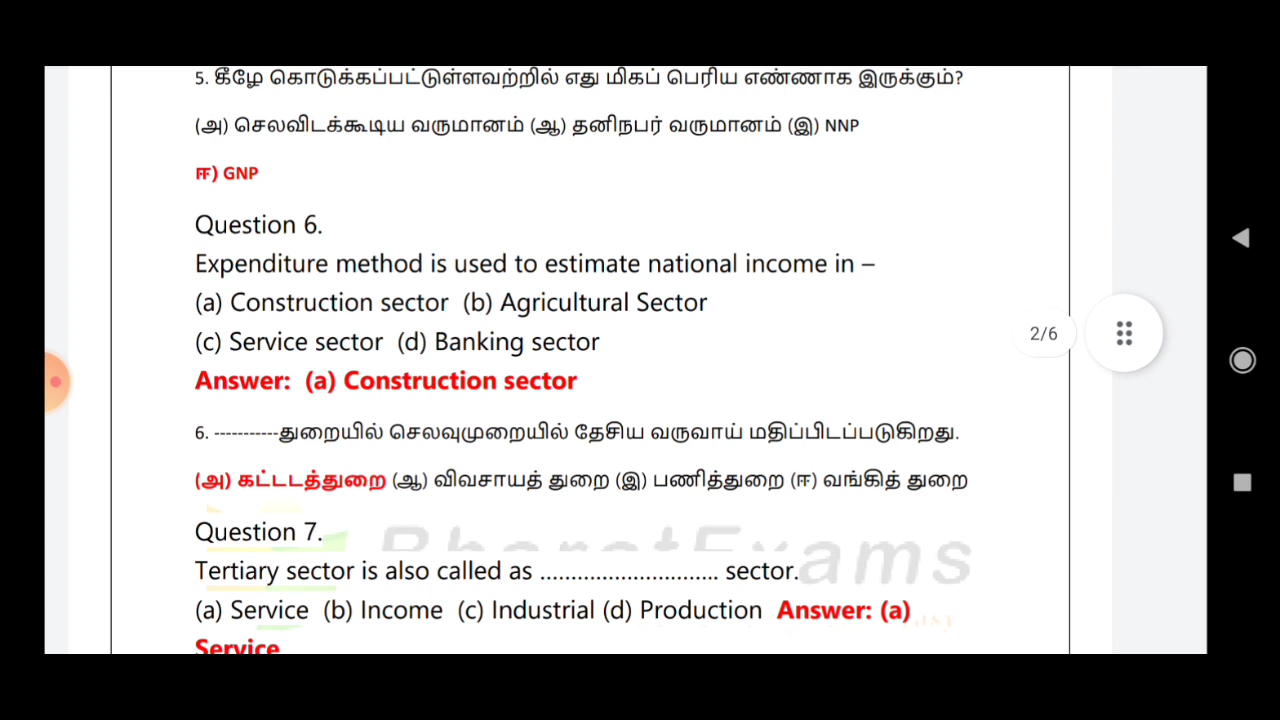 5. கீழே கொடுக்கப்பட்டுள்ளவற்றில் எது மிகப் பெரிய எண்ணாக இருக்கும்?
(அ) செலவிடக்கூடிய வருமானம் (ஆ) தனிநபர் வருமானம் (இ) NNP
ஈ) GNP
Question 6.
Expenditure method is used to estimate national income in –
(a) Construction sector (b) Agricultural Sector
(c) Service sector (d) Banking sector
2/6
Answer: (a) Construction sector
6. -----------துறையில் செலவுமுறையில் தேசிய வருவாய் மதிப்பிடப்படுகிறது.
(அ) கட்டடத்துறை (ஆ) விவசாயத் துறை (இ) பணித்துறை (ஈ) வங்கித் துறை
Question 7.
BharatExams
Tertiary sector is also called as ........................... sector.
(a) Service (b) Income (c) Industrial (d) Production Answer: (a)
Service